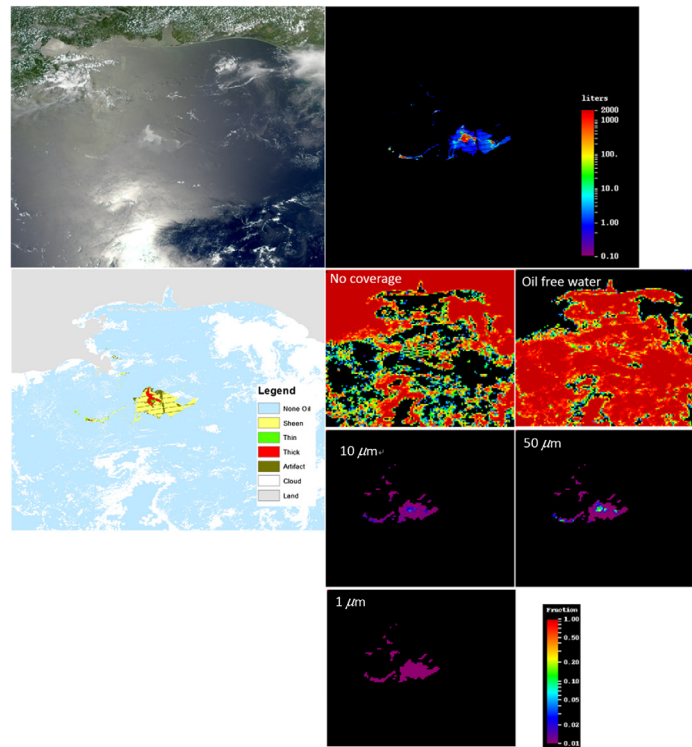 liters
2000
1000
100.
10.0
1.00
0.10
No coverage
Oil free water
Legend
None Oil
Sheen
Thin
Thick
Artifact
Cloud
Land
10 μm
50 μm
1 μm
Fraction
1.00
0.50
0.20
0.10
0.05
0.02
0.01